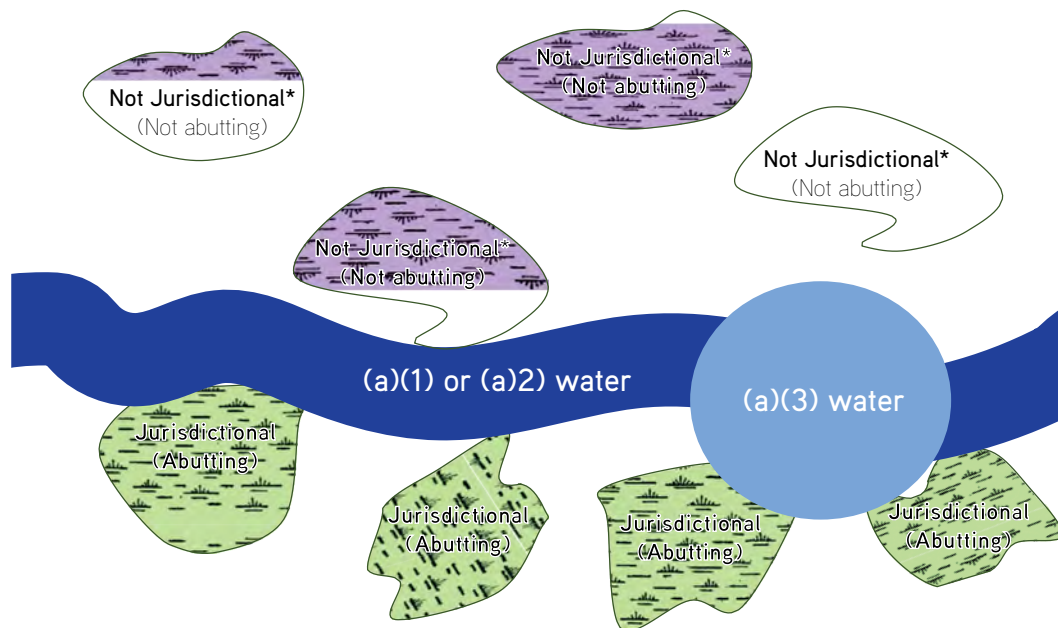 Not Jurisdictional*
(Not abutting)
Not Jurisdictional*
(Not abutting)
Not Jurisdictional*
(Not abutting)
Not Jurisdictional*
(Not abutting)
(a)(1) or (a)2) water
(a)(3) water
Jurisdictional
(Abutting)
Jurisdictional
(Abutting)
Jurisdictional
(Abutting)
Jurisdictional
(Abutting)